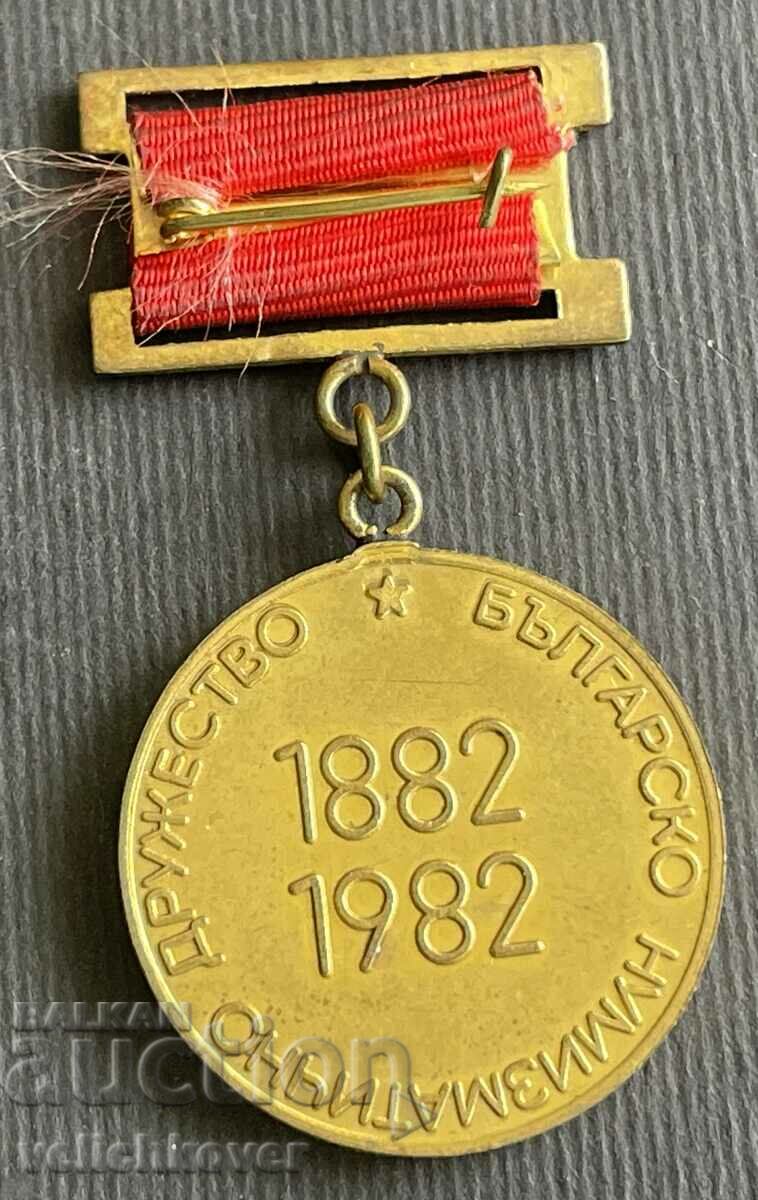 БЪЛГАРСКО НУМИЗМАТИЧНО ДРУЖЕСТВО
1882
1982
BALKAN
auction
velichkover